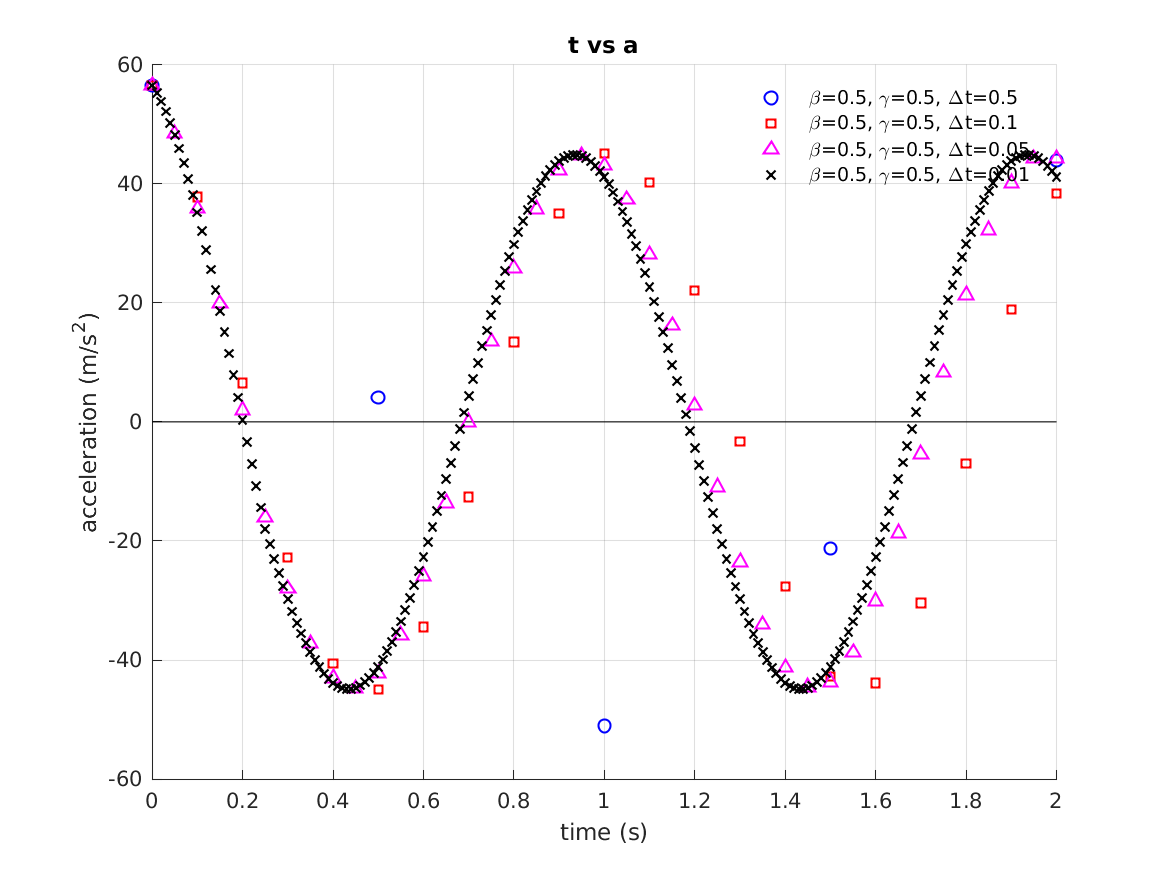 t vs a
60
40
20
0
-20
-40
-60
acceleration (m/s²)
β=0.5, γ=0.5, Δt=0.5
β=0.5, γ=0.5, Δt=0.1
β=0.5, γ=0.5, Δt=0.05
β=0.5, γ=0.5, Δt=0.01
0 0.2 0.4 0.6 0.8 1 1.2 1.4 1.6 1.8 2
time (s)